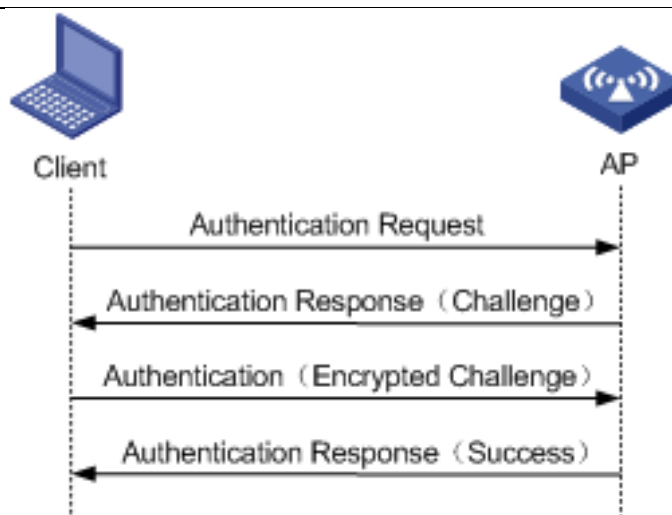 Client
AP
Authentication Request
Authentication Response（Challenge）
Authentication（Encrypted Challenge）
Authentication Response（Success）